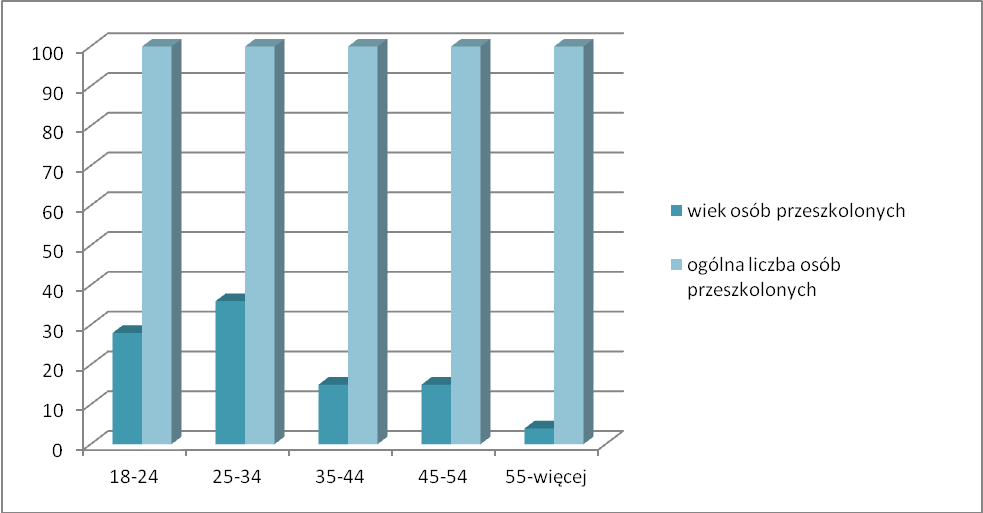 100
90
80
70
60
50
40
30
20
10
0
18-24 25-34 35-44 45-54 55-więcej
wiek osób przeszkolonych
ogólna liczba osób
przeszkolonych